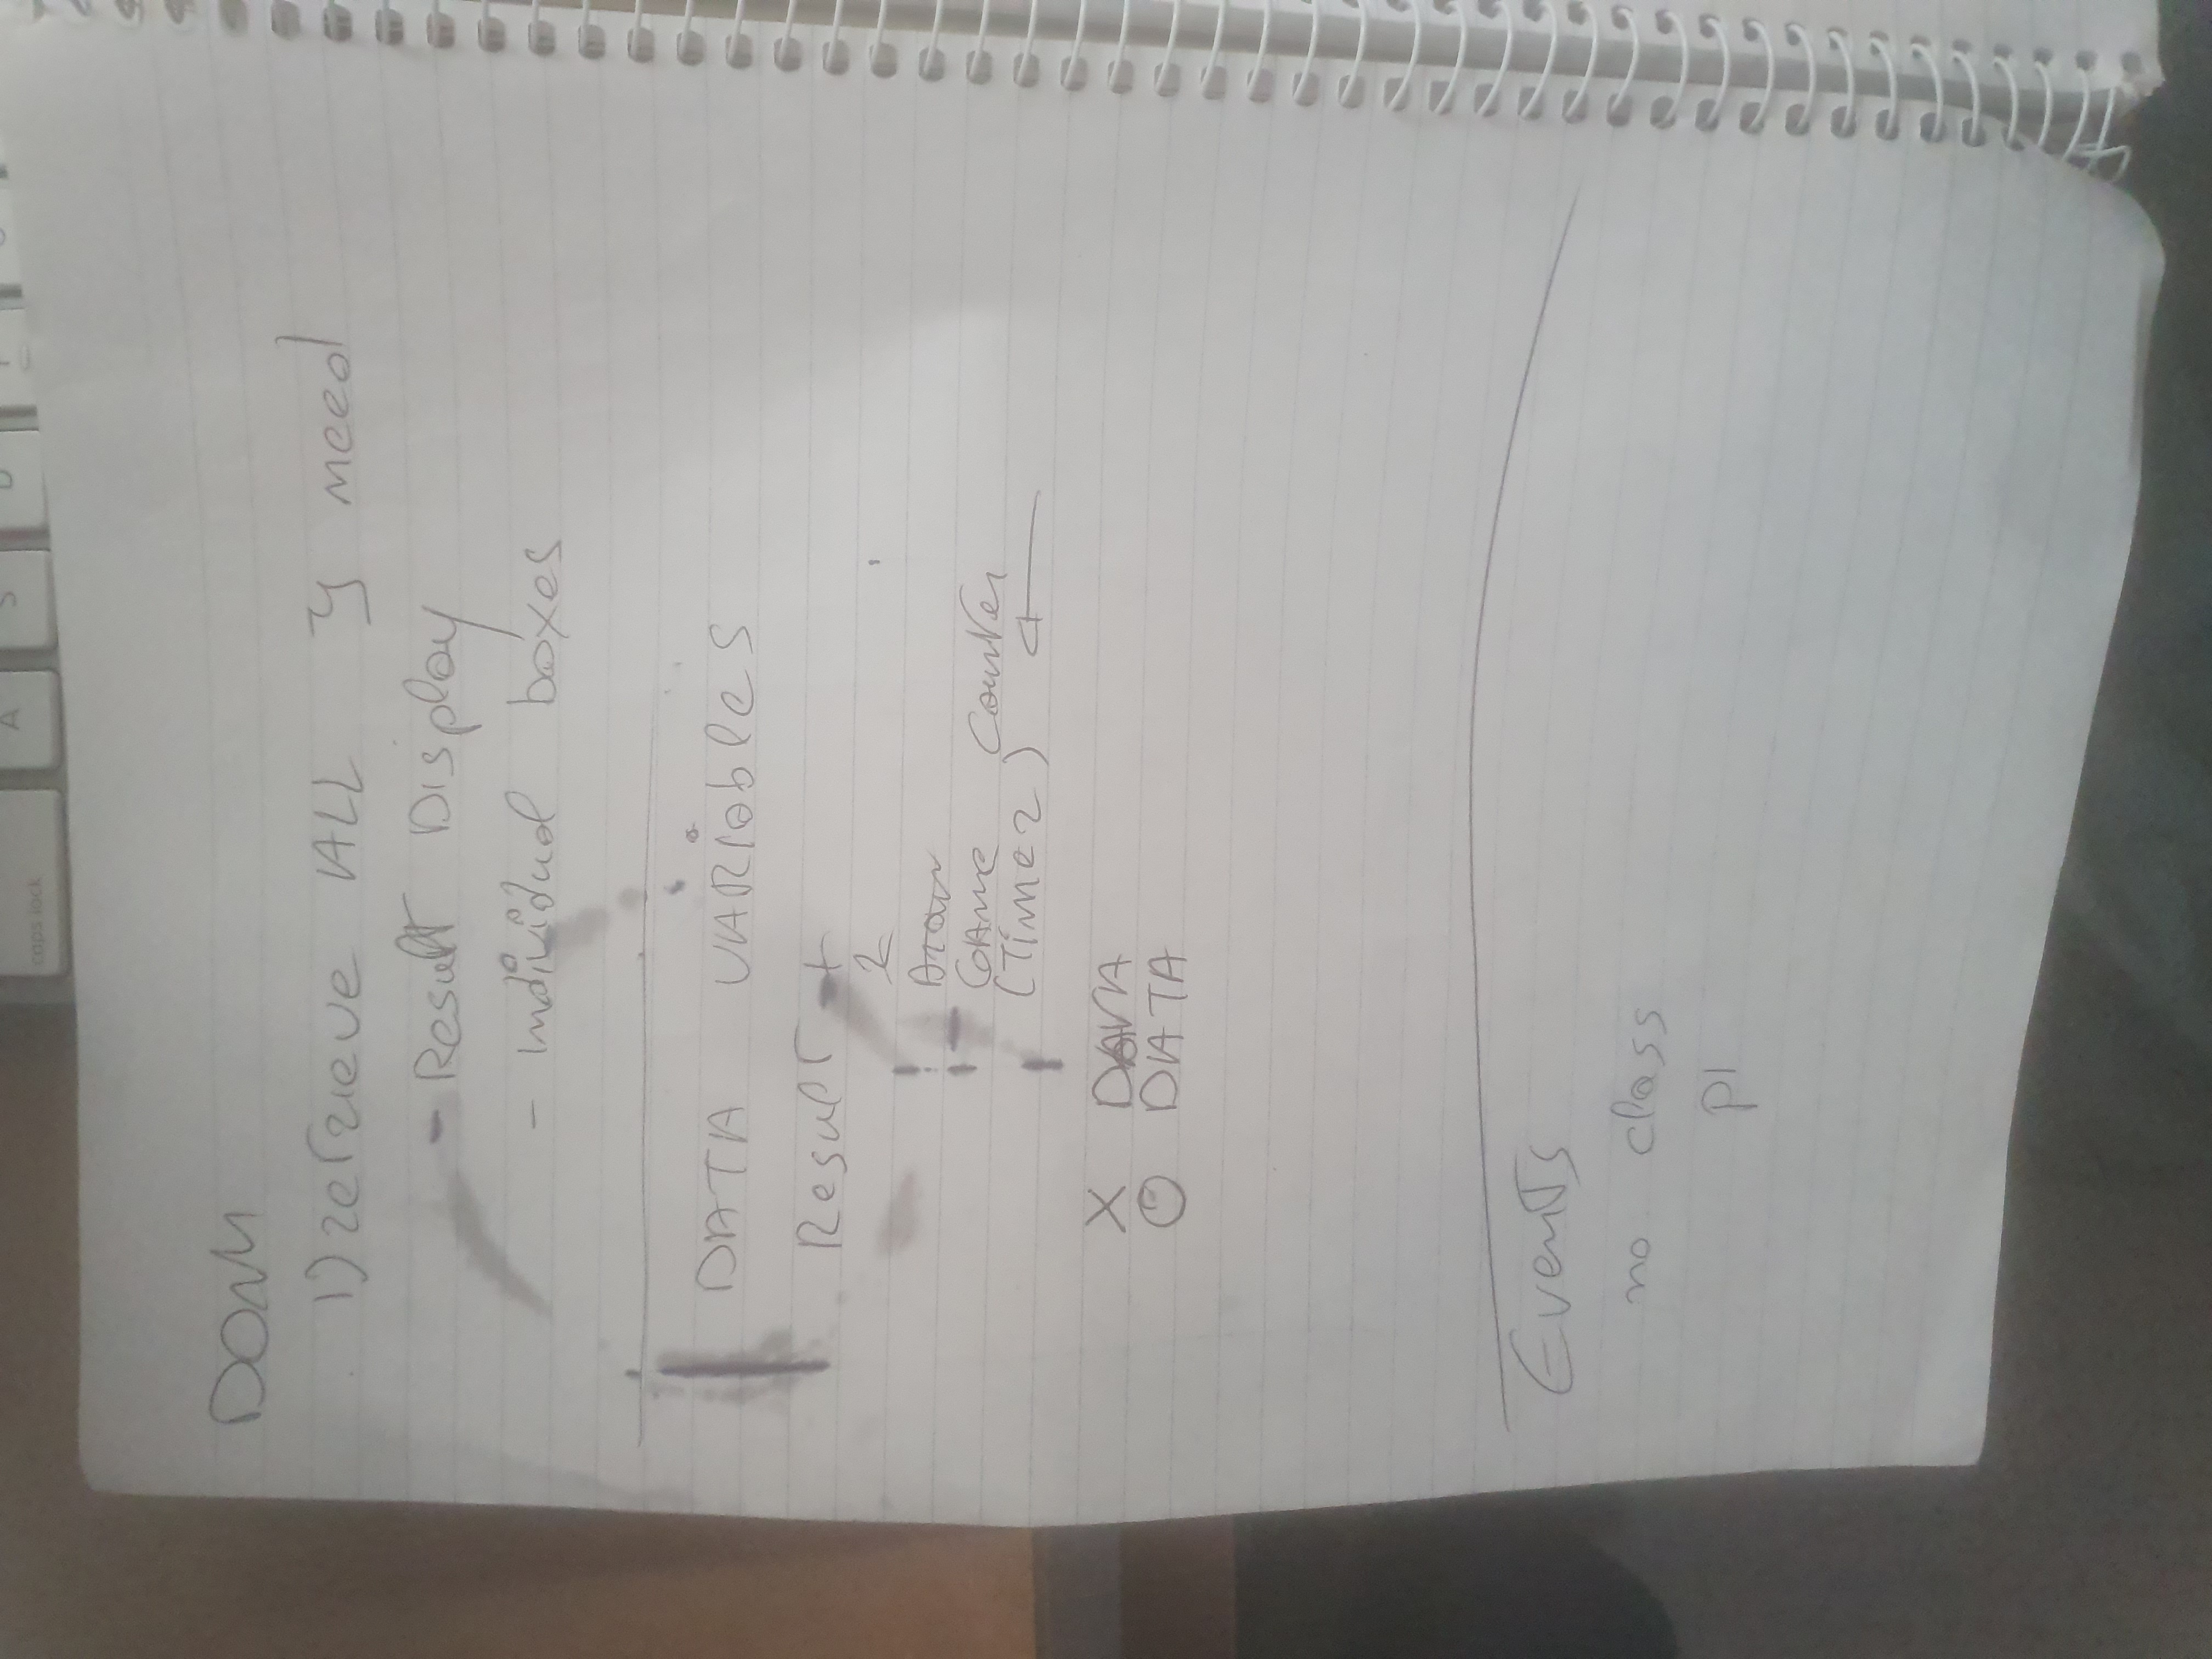 caps lock
A
S
D
DOM
1) retrieve ALL I need
- Result Display
- Individual boxes
DATA VARIABLES
Result - 1
2
Draw
Game Counter
(Timer)
X DATA
O DATA
Events
no class
p1